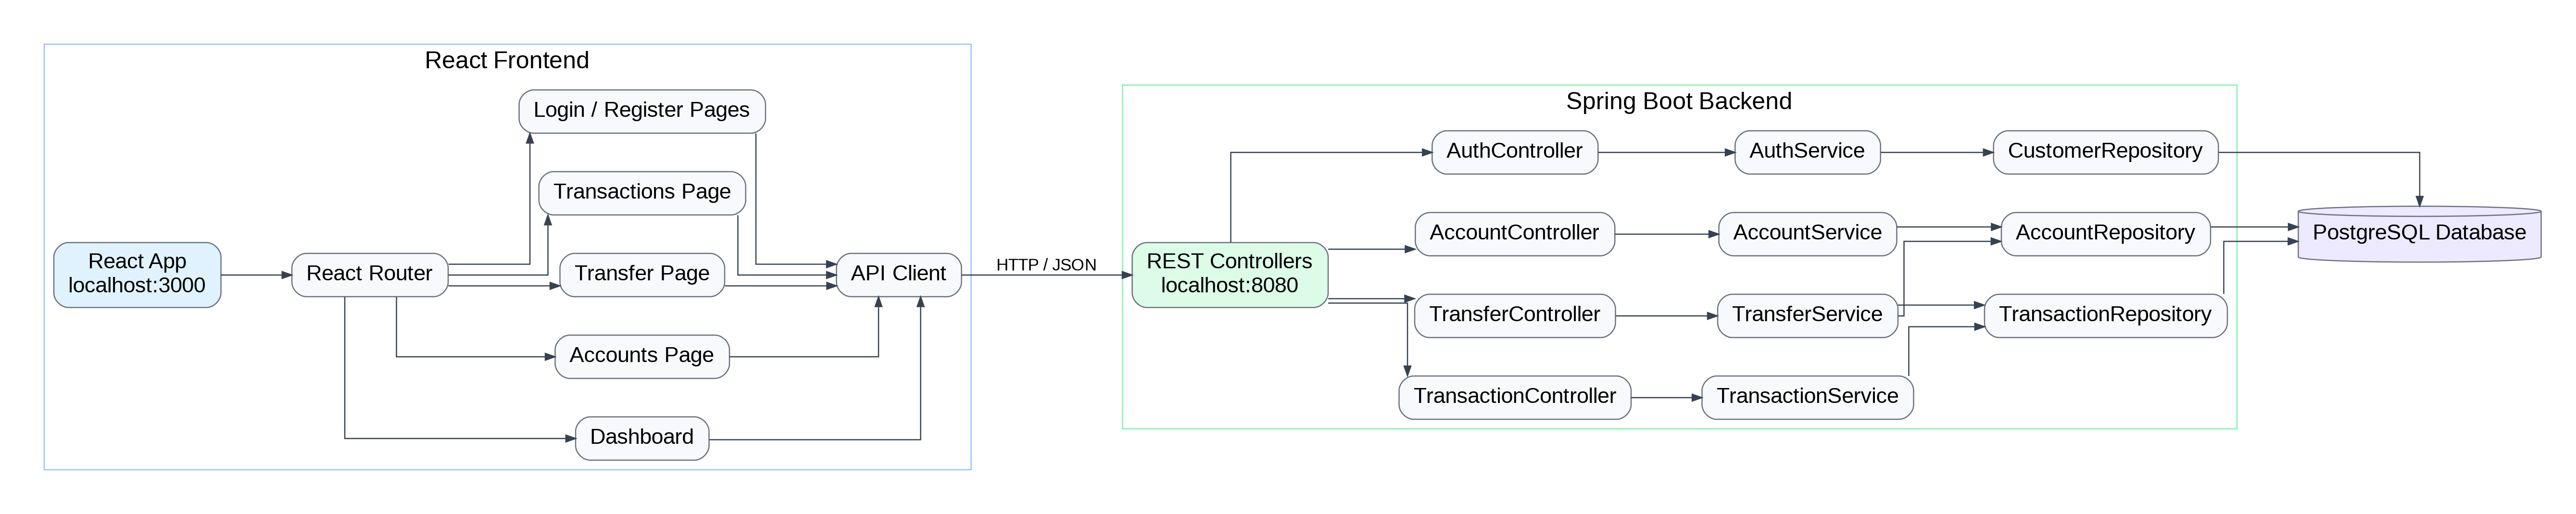 React Frontend
Login / Register Pages
Transactions Page
React App
localhost:3000
React Router
Transfer Page
API Client
Accounts Page
Dashboard
HTTP / JSON
Spring Boot Backend
AuthController
AuthService
CustomerRepository
AccountController
AccountService
AccountRepository
REST Controllers
localhost:8080
TransferController
TransferService
TransactionRepository
TransactionController
TransactionService
PostgreSQL Database